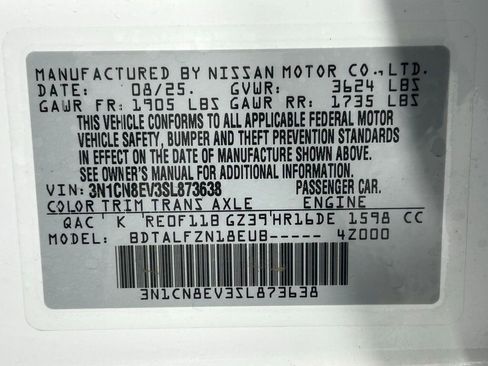 MANUFACTURED BY NISSAN MOTOR CO.,LTD.
DATE: 08/25. GVWR: 3624 LBS
GAWR FR: 1905 LBS GAWR RR: 1735 LBS
THIS VEHICLE CONFORMS TO ALL APPLICABLE FEDERAL MOTOR
VEHICLE SAFETY, BUMPER AND THEFT PREVENTION STANDARDS
IN EFFECT ON THE DATE OF MANUFACTURE SHOWN ABOVE.
SEE OWNER'S MANUAL FOR ADDITIONAL INFORMATION.
VIN: 3N1CN8EV3SL873638 PASSENGER CAR.
COLOR TRIM TRANS AXLE ENGINE
QAC K RE0F11B GZ39 HR16DE 1598 CC
MODEL: BDTALFZN18EUB----- 4Z000
3N1CN8EV3SL873638